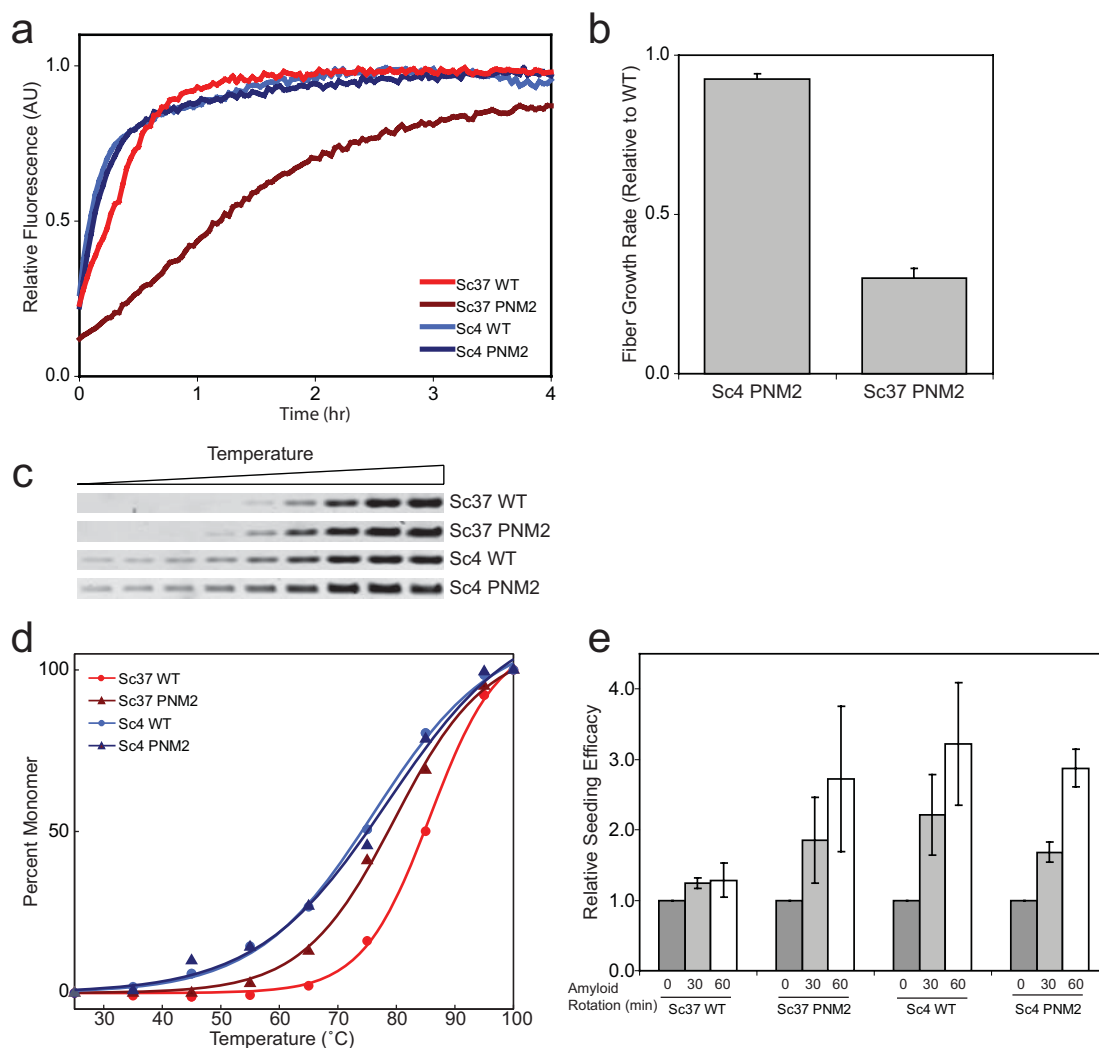 a
Relative Fluorescence (AU)
1.0
0.5
0.0
0
1
2
3
4
Time (hr)
Sc37 WT
Sc37 PNM2
Sc4 WT
Sc4 PNM2
b
Fiber Growth Rate (Relative to WT)
1.0
0.5
0.0
Sc4 PNM2
Sc37 PNM2
c
Temperature
Sc37 WT
Sc37 PNM2
Sc4 WT
Sc4 PNM2
d
Percent Monomer
100
50
0
Sc37 WT
Sc37 PNM2
Sc4 WT
Sc4 PNM2
30 40 50 60 70 80 90 100
Temperature (˚C)
e
Relative Seeding Efficacy
4.0
3.0
2.0
1.0
0.0
Amyloid
Rotation (min)
0 30 60
Sc37 WT
0 30 60
Sc37 PNM2
0 30 60
Sc4 WT
0 30 60
Sc4 PNM2